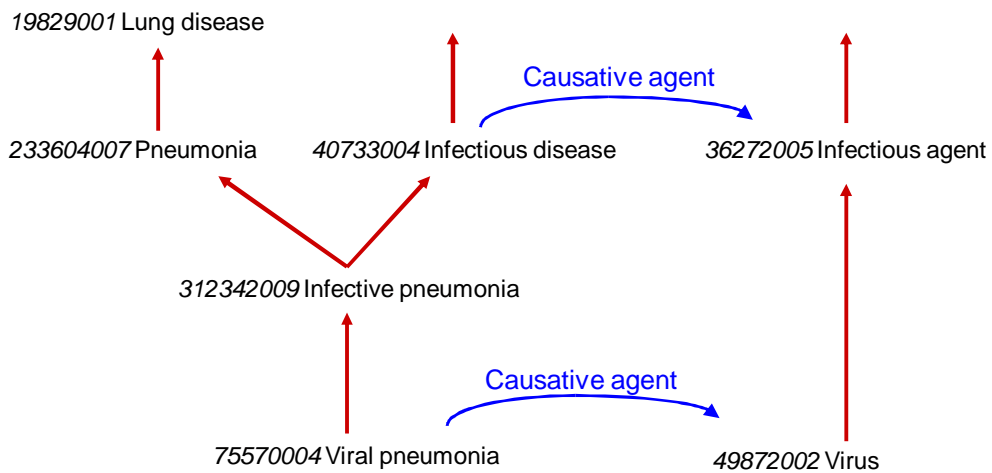 19829001 Lung disease
Causative agent
233604007 Pneumonia
40733004 Infectious disease
36272005 Infectious agent
312342009 Infective pneumonia
Causative agent
75570004 Viral pneumonia
49872002 Virus